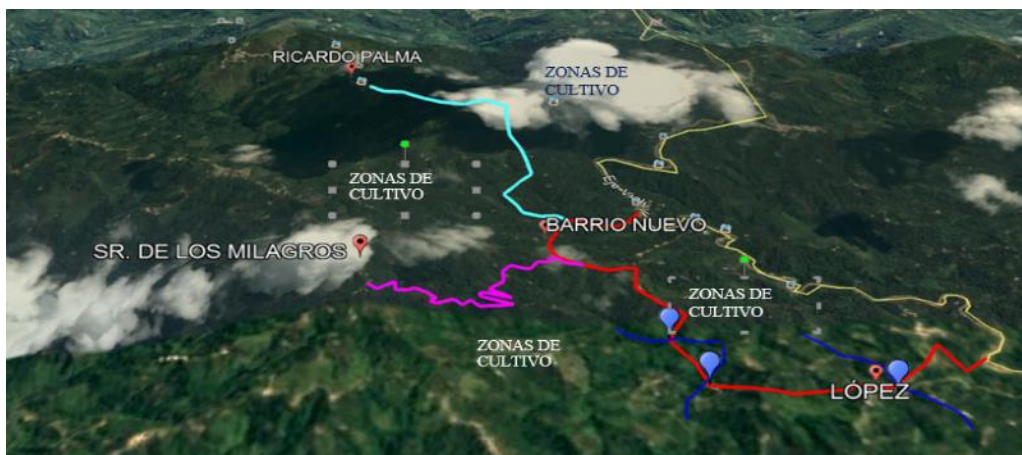 RICARDO PALMA
ZONAS DE
CULTIVO
ZONAS DE
CULTIVO
BARRIO NUEVO
SR. DE LOS MILAGROS
ZONAS DE
CULTIVO
ZONAS DE
CULTIVO
LÓPEZ